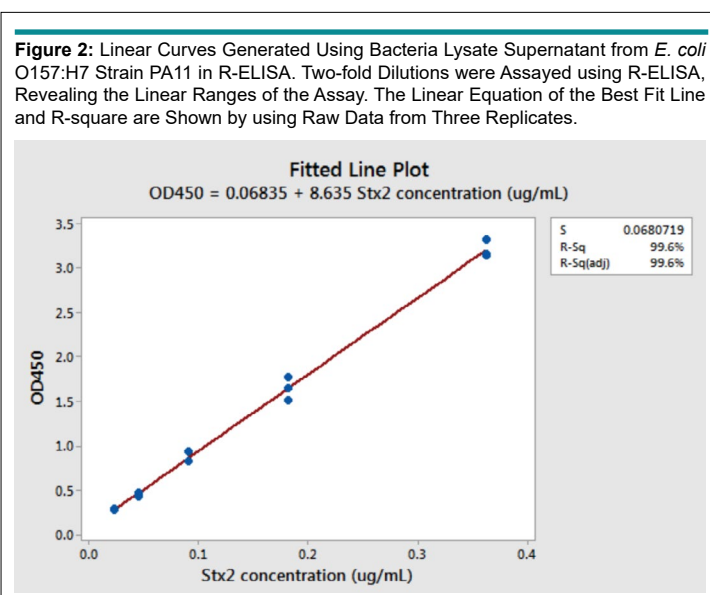 Figure 2: Linear Curves Generated Using Bacteria Lysate Supernatant from E. coli
O157:H7 Strain PA11 in R-ELISA. Two-fold Dilutions were Assayed using R-ELISA,
Revealing the Linear Ranges of the Assay. The Linear Equation of the Best Fit Line
and R-square are Shown by using Raw Data from Three Replicates.
Fitted Line Plot
OD450 = 0.06835 + 8.635 Stx2 concentration (ug/mL)
S 0.0680719
R-Sq 99.6%
R-Sq(adj) 99.6%
3.5
3.0
2.5
2.0
1.5
1.0
0.5
0.0
OD450
0.0 0.1 0.2 0.3 0.4
Stx2 concentration (ug/mL)